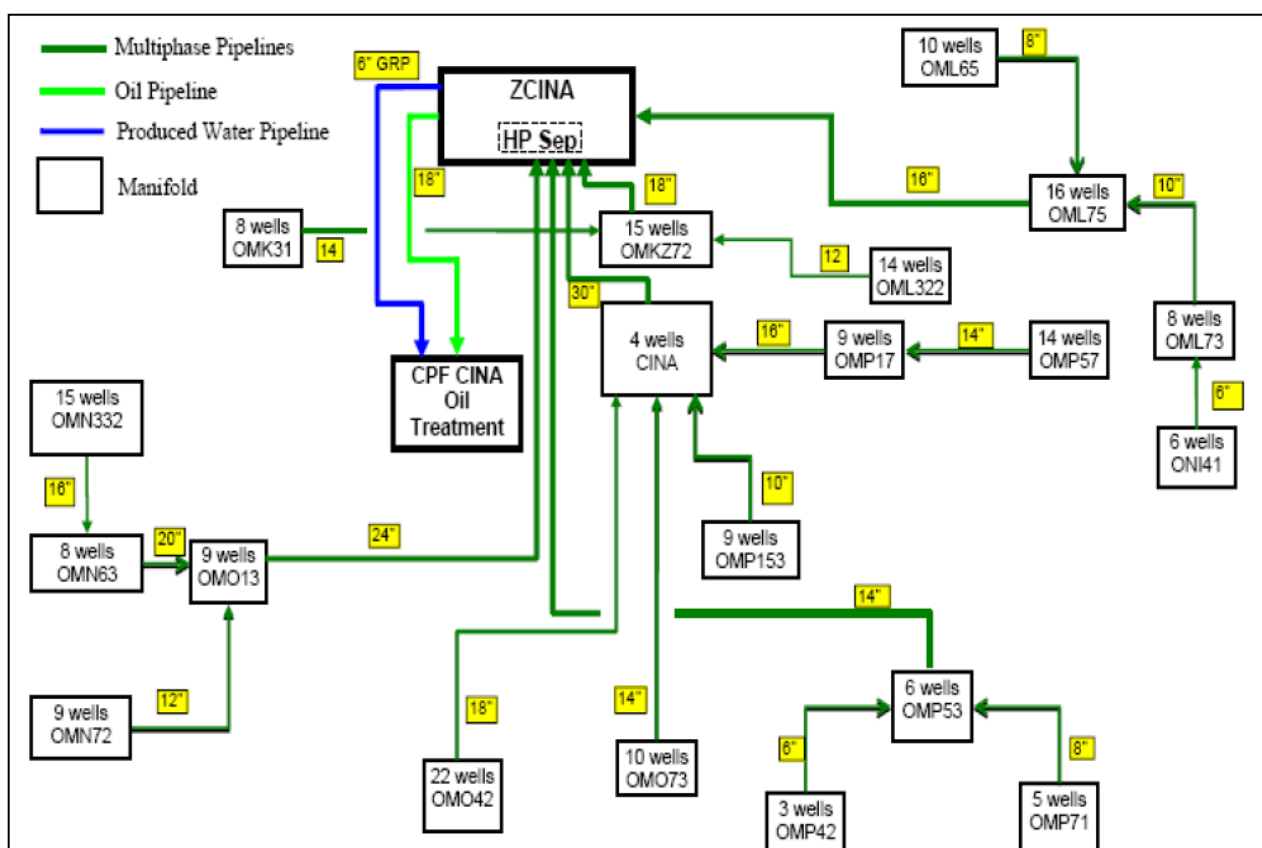 Multiphase Pipelines
Oil Pipeline
Produced Water Pipeline
Manifold
6" GRP
ZCINA
HP Sep
18"
18"
16"
10 wells
OML65
8"
16 wells
OML75
10"
8 wells
OMK31
14
15 wells
OMKZ72
12
14 wells
OML322
30"
8 wells
OML73
6"
6 wells
ONI41
4 wells
CINA
16"
9 wells
OMP17
14"
14 wells
OMP57
CPF CINA
Oil
Treatment
15 wells
OMN332
16"
8 wells
OMN63
20"
9 wells
OMO13
24"
10"
9 wells
OMP153
14"
9 wells
OMN72
12"
18"
22 wells
OMO42
14"
10 wells
OMO73
6 wells
OMP53
6"
3 wells
OMP42
8"
5 wells
OMP71